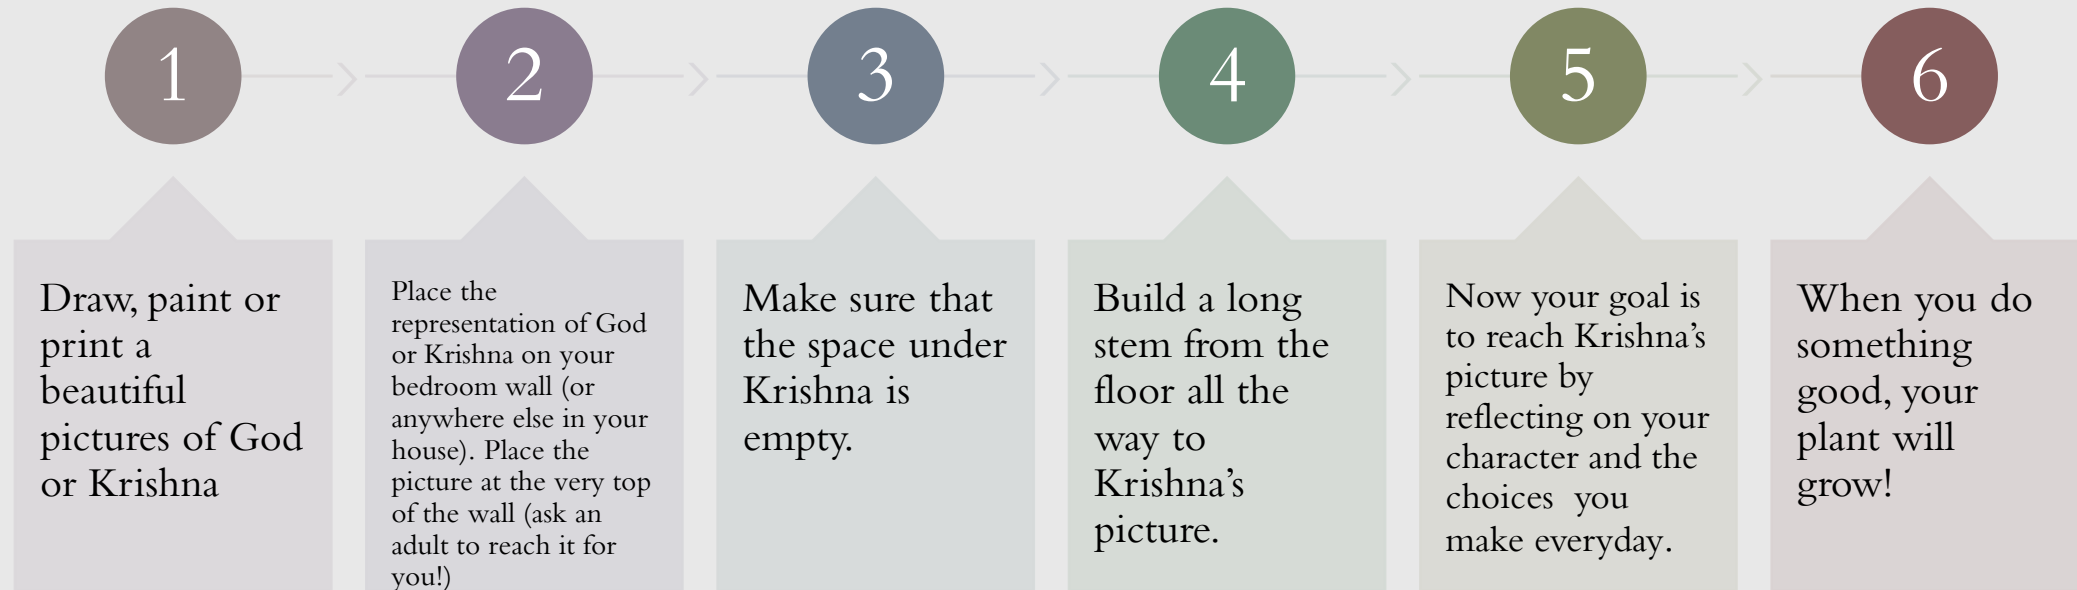 1
Draw, paint or
print a
beautiful
pictures of God
or Krishna
2
Place the
representation of God
or Krishna on your
bedroom wall (or
anywhere else in your
house). Place the
picture at the very top
of the wall (ask an
adult to reach it for
you!)
3
Make sure that
the space under
Krishna is
empty.
4
Build a long
stem from the
floor all the
way to
Krishna’s
picture.
5
Now your goal is
to reach Krishna’s
picture by
reflecting on your
character and the
choices  you
make everyday.
6
When you do
something
good, your
plant will
grow!